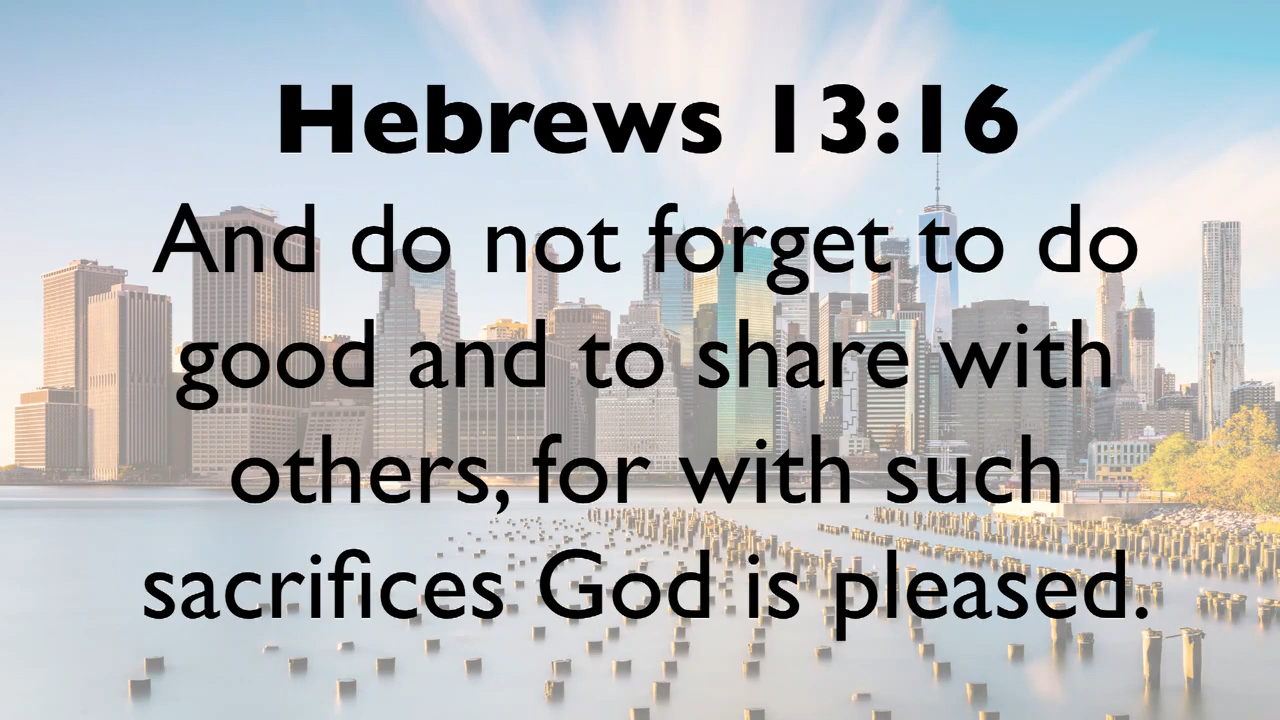 Hebrews 13:16
And do not forget to do
good and to share with
others, for with such
sacrifices God is pleased.